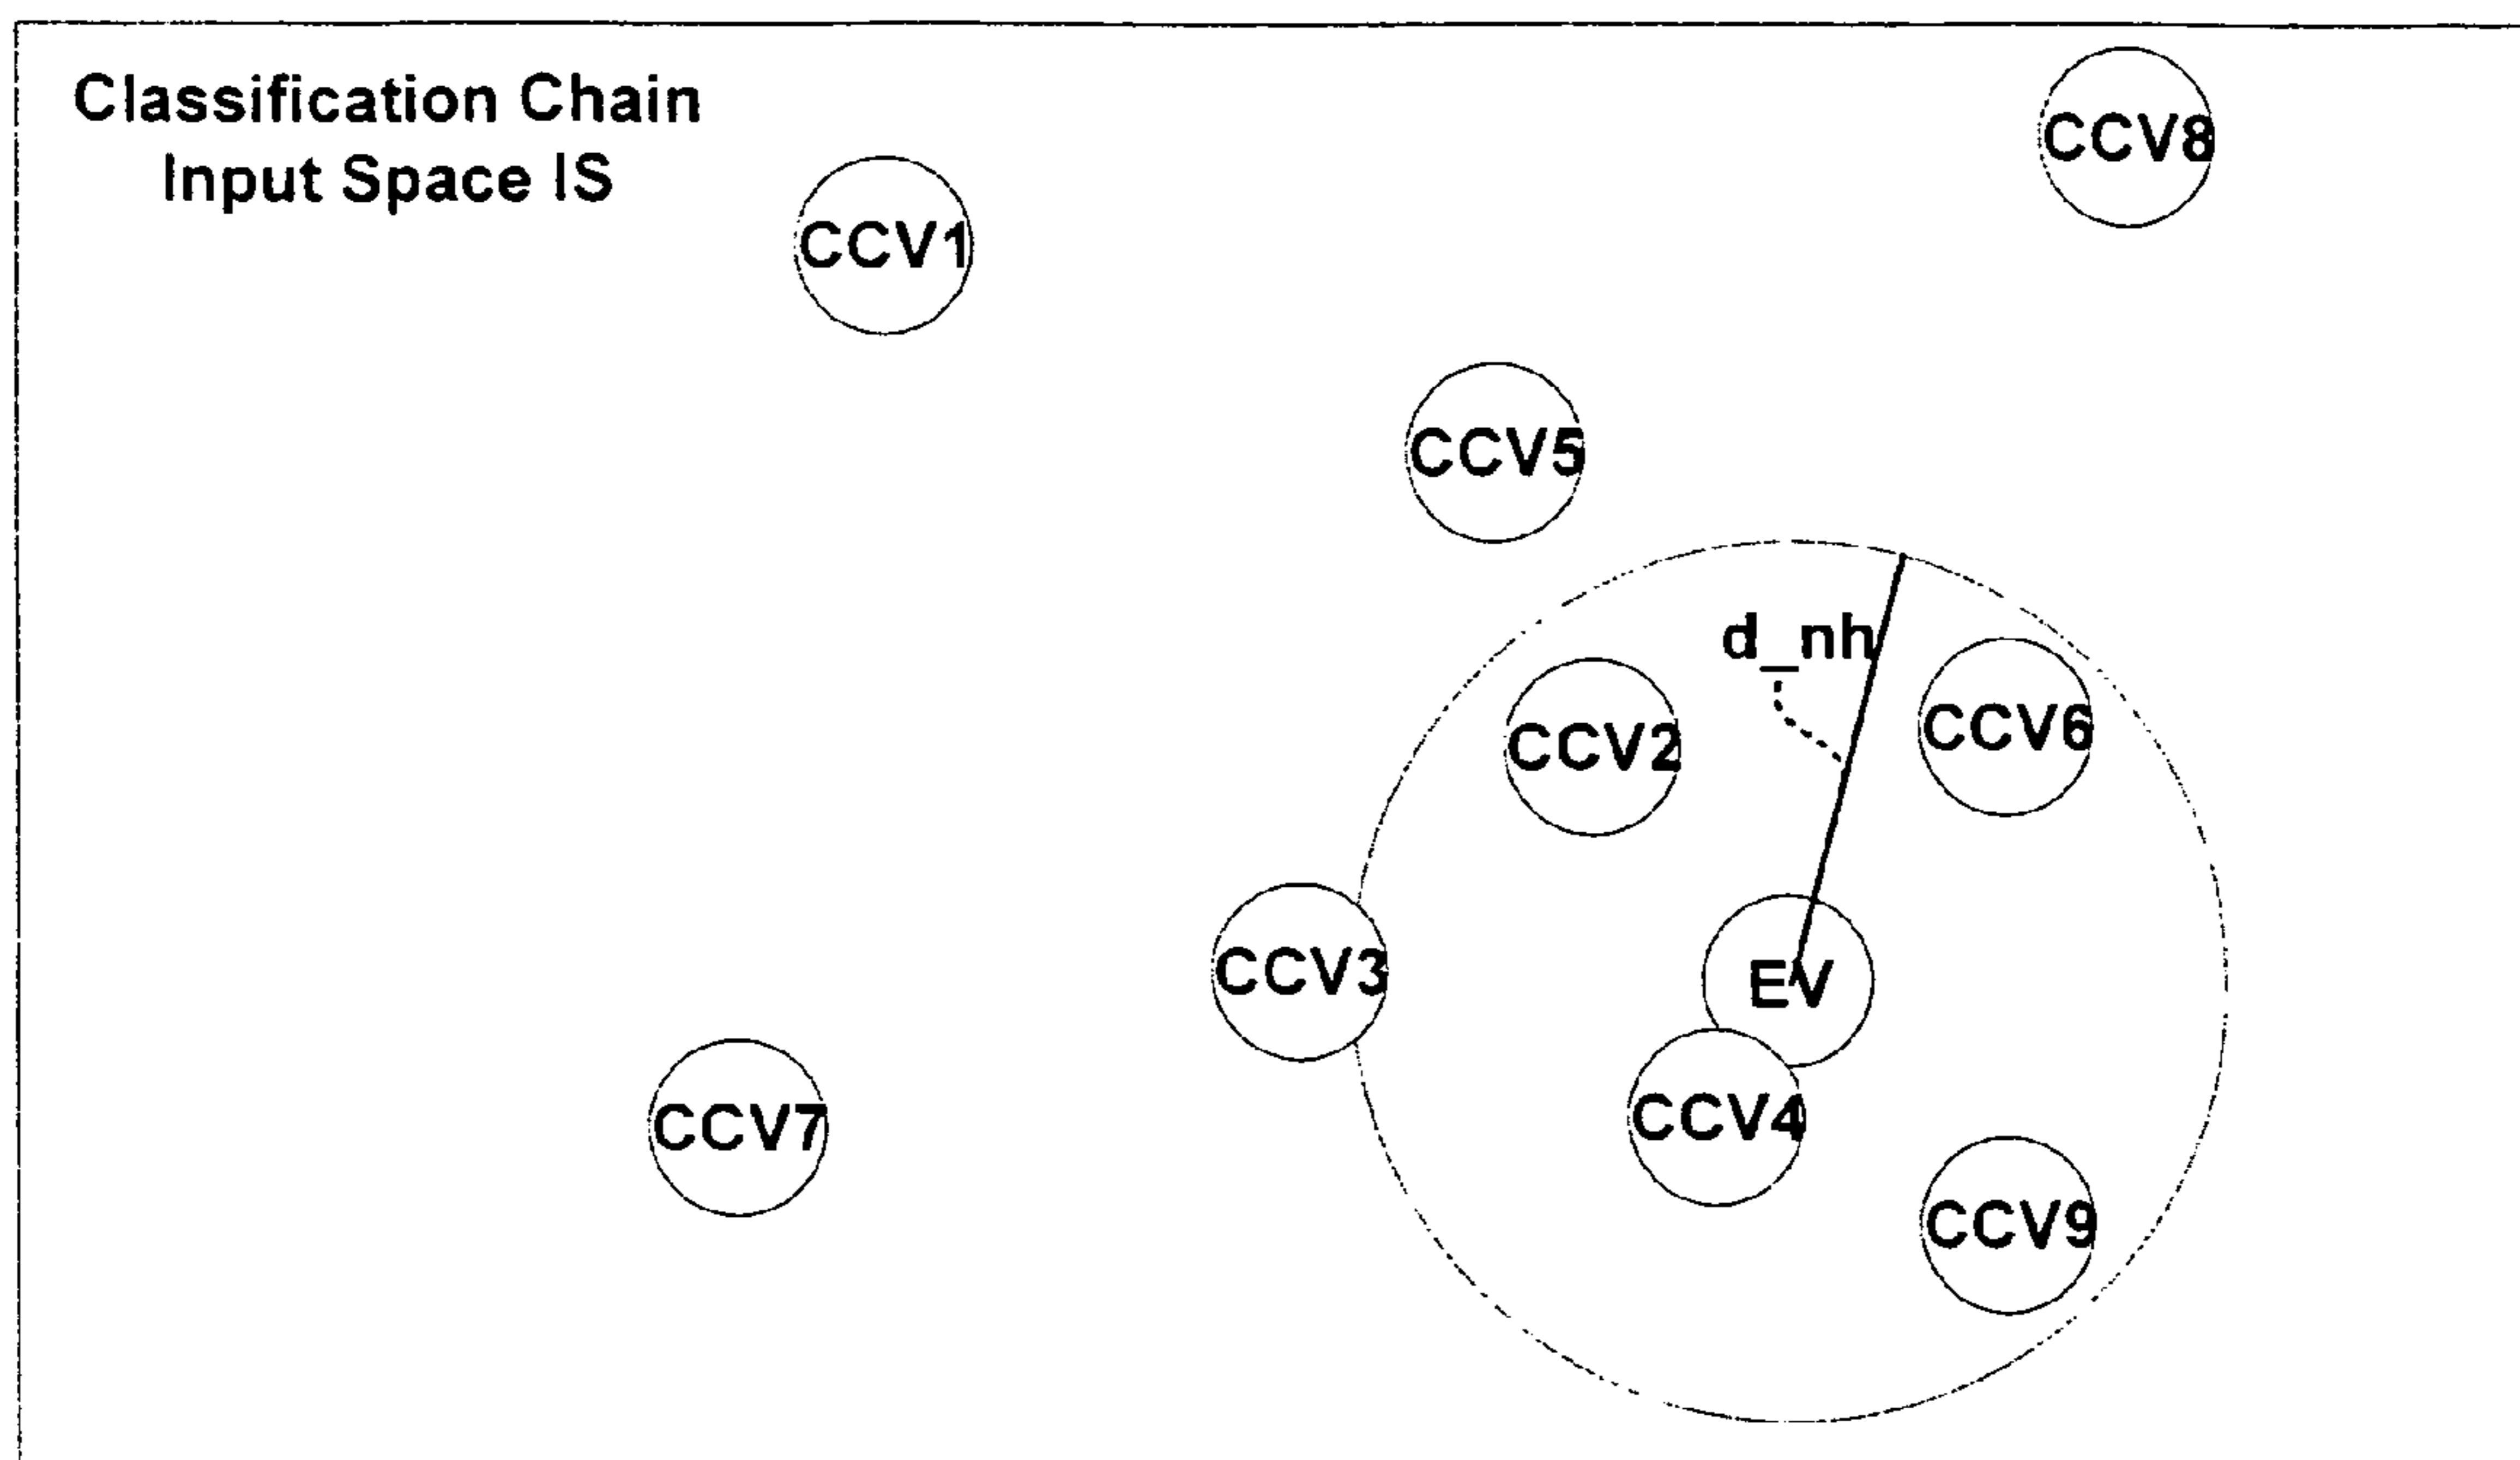 Classification Chain
Input Space IS
CCV8
CCV1
CCV5
d_nh
CCV2
CCV6
CCV3
EV
CCV4
CCV7
CCV9